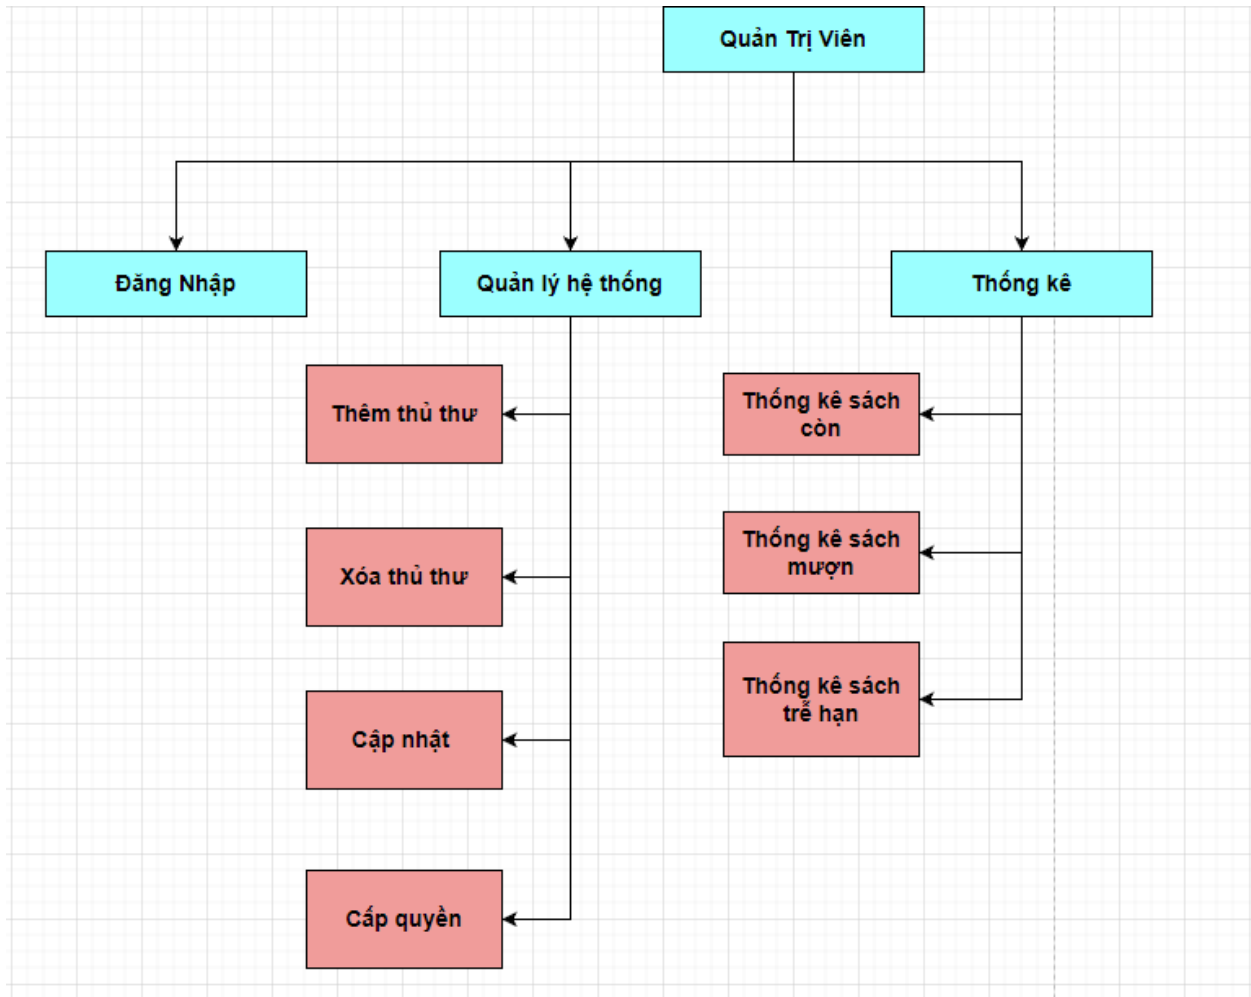 Quản Trị Viên
Đăng Nhập
Quản lý hệ thống
Thống kê
Thêm thủ thư
Xóa thủ thư
Cập nhật
Cấp quyền
Thống kê sách
còn
Thống kê sách
mượn
Thống kê sách
trễ hạn